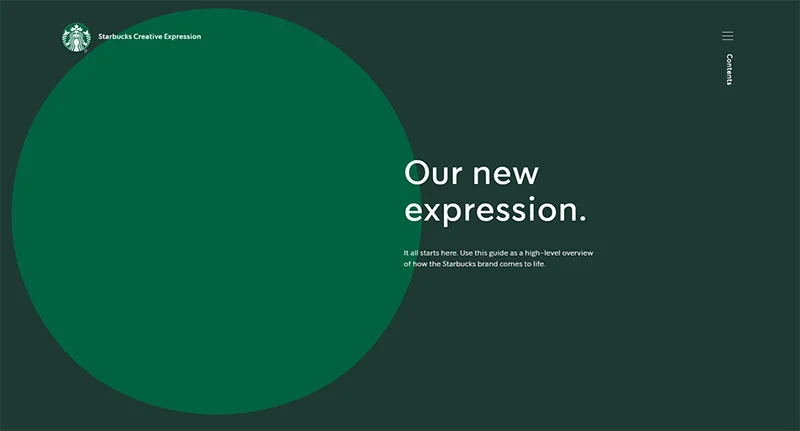 Starbucks Creative Expression
Contents
Our new
expression.
It all starts here. Use this guide as a high-level overview
of how the Starbucks brand comes to life.